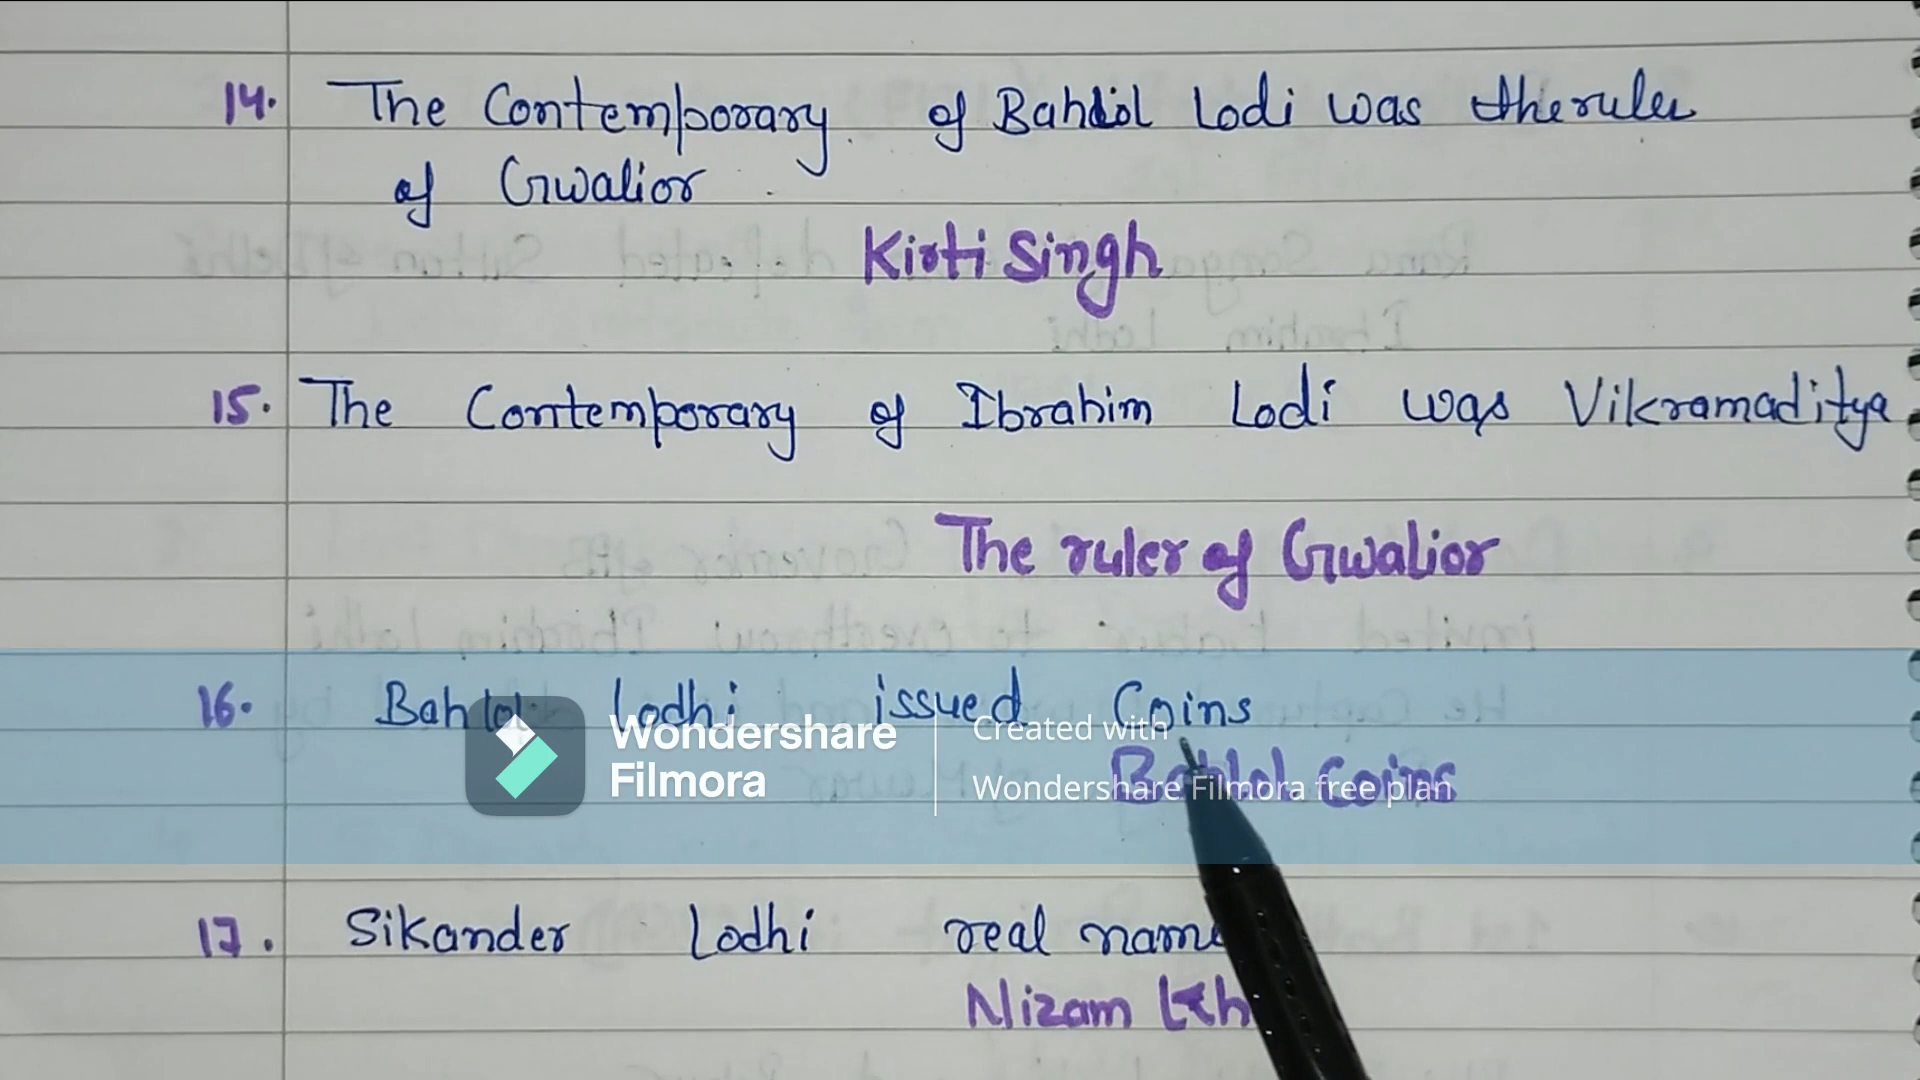 14. The Contemporary of Bahlol Lodi was the ruler
of Gwalior
Kirti Singh
15. The Contemporary of Ibrahim Lodi was Vikramaditya
The ruler of Gwalior
16. Bahlol Lodhi issued Coins
Wondershare
Filmora
Created with
Wondershare Filmora free plan
Bahlol Coins
17. Sikander Lodhi real name
Nizam